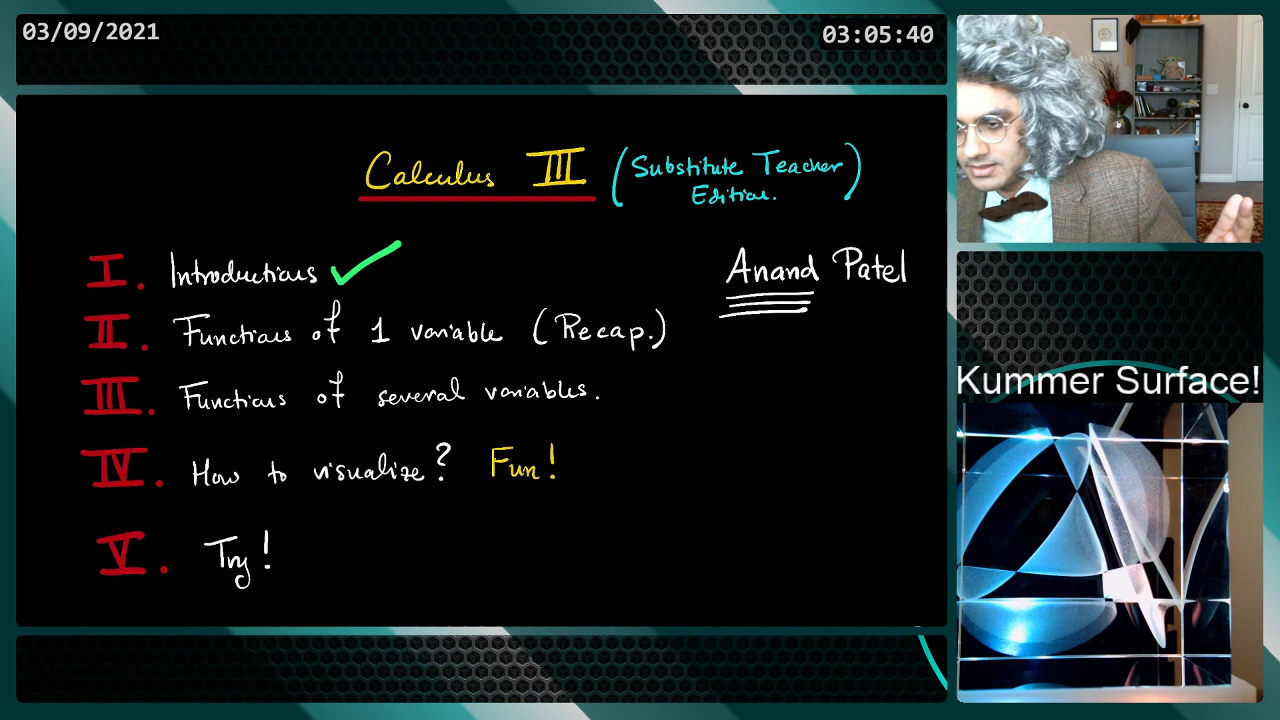 03/09/2021
03:05:40
Calculus III (Substitute Teacher Edition.)
I. Introductions
Anand Patel
II. Functions of 1 variable (Recap.)
III. Functions of several variables.
IV. How to visualize? Fun!
V. Try!
Kummer Surface!